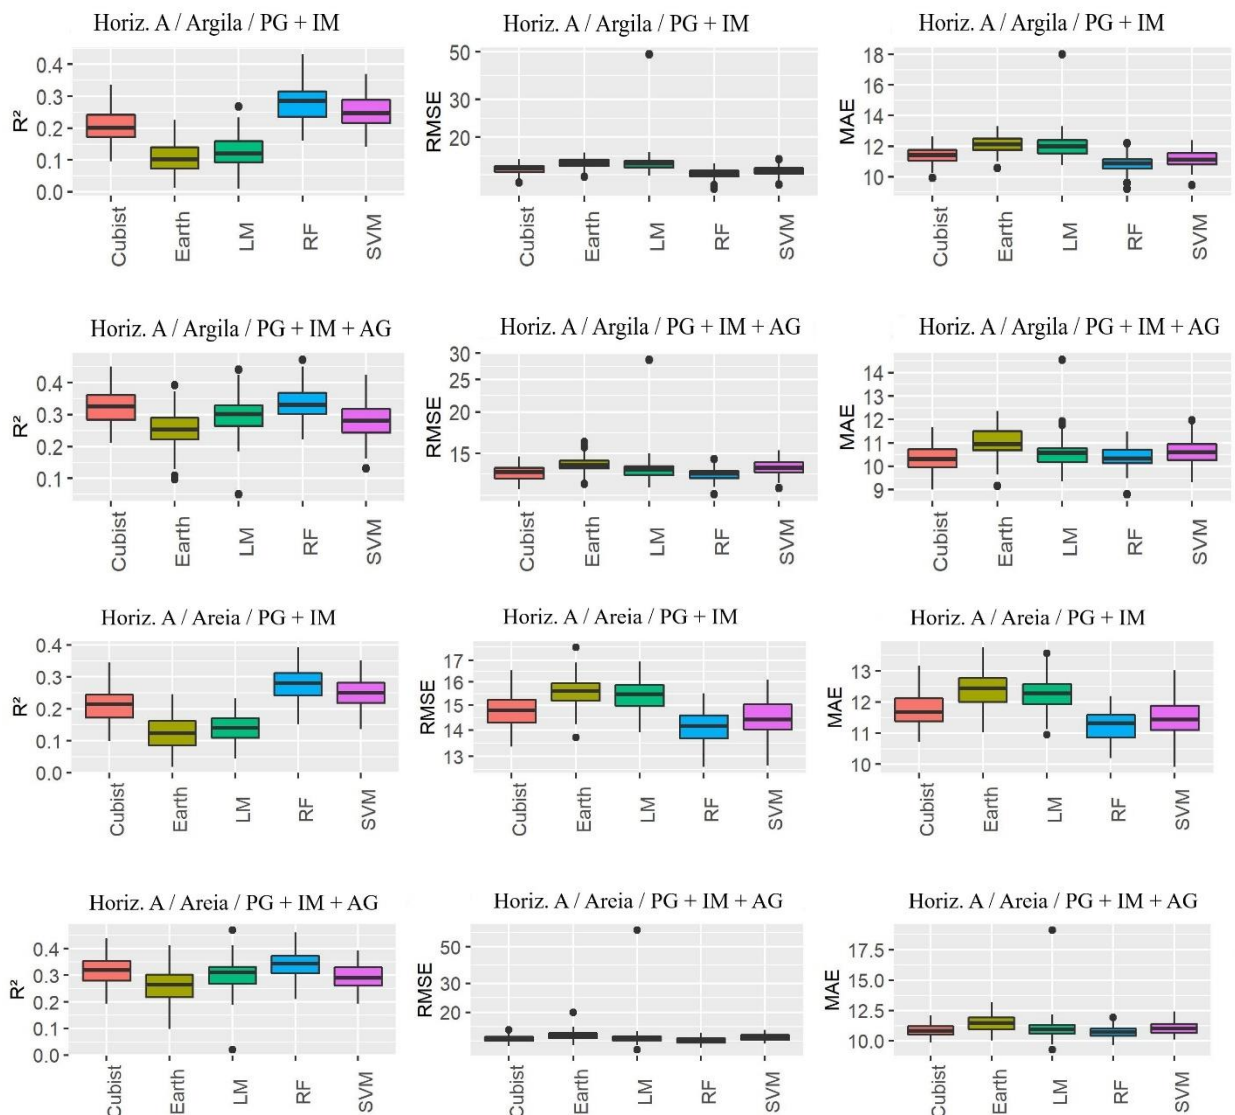 Horiz. A / Argila / PG + IM
Horiz. A / Argila / PG + IM
Horiz. A / Argila / PG + IM
R²
0.4
0.3
0.2
0.1
0.0
Cubist
Earth
LM
RF
SVM
RMSE
50
30
20
Cubist
Earth
LM
RF
SVM
MAE
18
16
14
12
10
Cubist
Earth
LM
RF
SVM
Horiz. A / Argila / PG + IM + AG
Horiz. A / Argila / PG + IM + AG
Horiz. A / Argila / PG + IM + AG
R²
0.4
0.3
0.2
0.1
Cubist
Earth
LM
RF
SVM
RMSE
30
25
20
15
Cubist
Earth
LM
RF
SVM
MAE
14
13
12
11
10
9
Cubist
Earth
LM
RF
SVM
Horiz. A / Areia / PG + IM
Horiz. A / Areia / PG + IM
Horiz. A / Areia / PG + IM
R²
0.4
0.3
0.2
0.1
0.0
Cubist
Earth
LM
RF
SVM
RMSE
17
16
15
14
13
Cubist
Earth
LM
RF
SVM
MAE
13
12
11
10
Cubist
Earth
LM
RF
SVM
Horiz. A / Areia / PG + IM + AG
Horiz. A / Areia / PG + IM + AG
Horiz. A / Areia / PG + IM + AG
R²
0.4
0.3
0.2
0.1
0.0
Cubist
Earth
LM
RF
SVM
RMSE
50
30
20
Cubist
Earth
LM
RF
SVM
MAE
17.5
15.0
12.5
10.0
Cubist
Earth
LM
RF
SVM